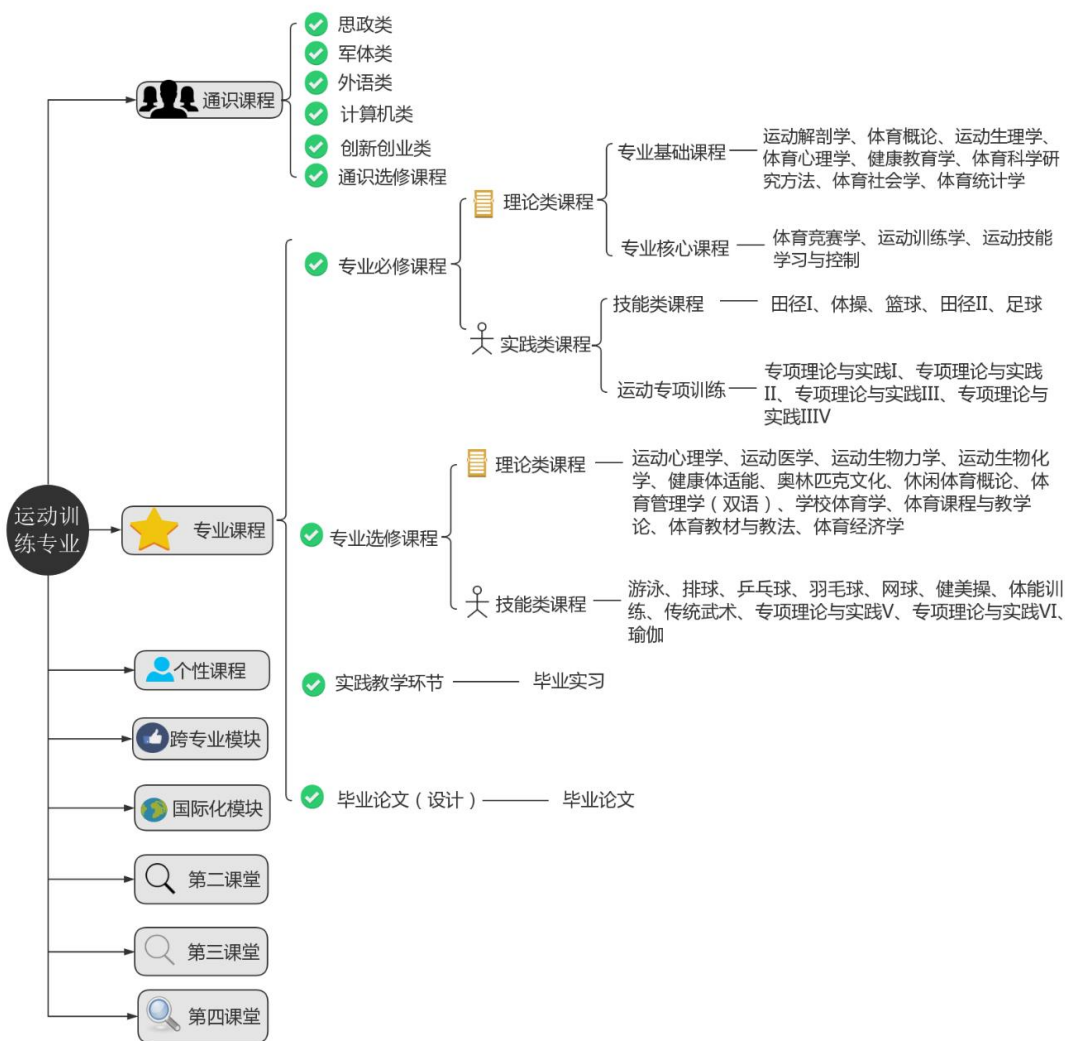 运动训
练专业
通识课程
思政类
军体类
外语类
计算机类
创新创业类
通识选修课程
专业课程
专业必修课程
理论类课程
专业基础课程
运动解剖学、体育概论、运动生理学、
体育心理学、健康教育学、体育科学研
究方法、体育社会学、体育统计学
专业核心课程
体育竞赛学、运动训练学、运动技能
学习与控制
实践类课程
技能类课程
田径I、体操、篮球、田径II、足球
运动专项训练
专项理论与实践I、专项理论与实践
II、专项理论与实践III、专项理论与
实践IIIV
专业选修课程
理论类课程
运动心理学、运动医学、运动生物力学、运动生物化
学、健康体适能、奥林匹克文化、休闲体育概论、体
育管理学（双语）、学校体育学、体育课程与教学
论、体育教材与教法、体育经济学
技能类课程
游泳、排球、乒乓球、羽毛球、网球、健美操、体能训
练、传统武术、专项理论与实践V、专项理论与实践VI、
瑜伽
实践教学环节
毕业实习
毕业论文（设计）
毕业论文
个性课程
跨专业模块
国际化模块
第二课堂
第三课堂
第四课堂